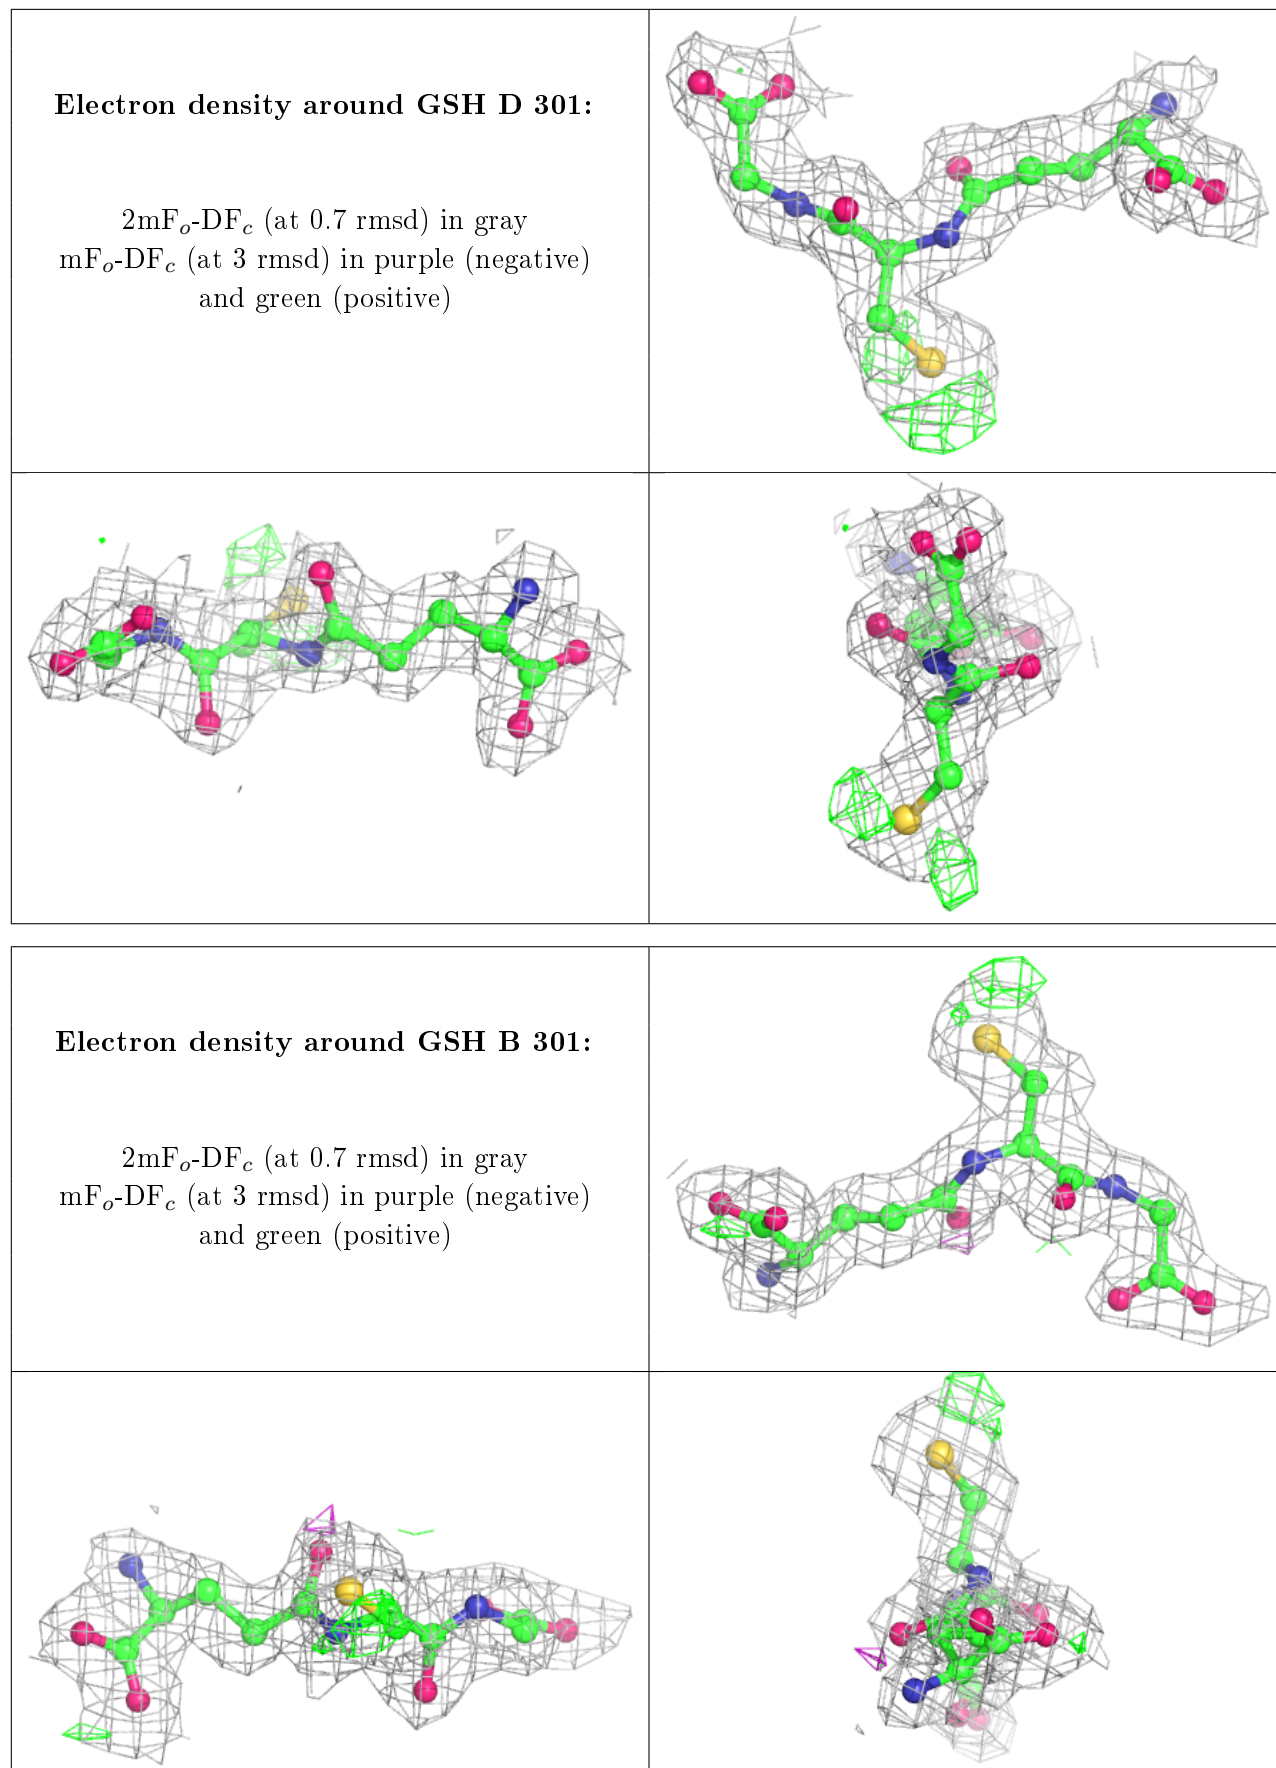 Electron density around GSH D 301:
2mFo-DFc (at 0.7 rmsd) in gray
mFo-DFc (at 3 rmsd) in purple (negative)
and green (positive)
Electron density around GSH B 301:
2mFo-DFc (at 0.7 rmsd) in gray
mFo-DFc (at 3 rmsd) in purple (negative)
and green (positive)